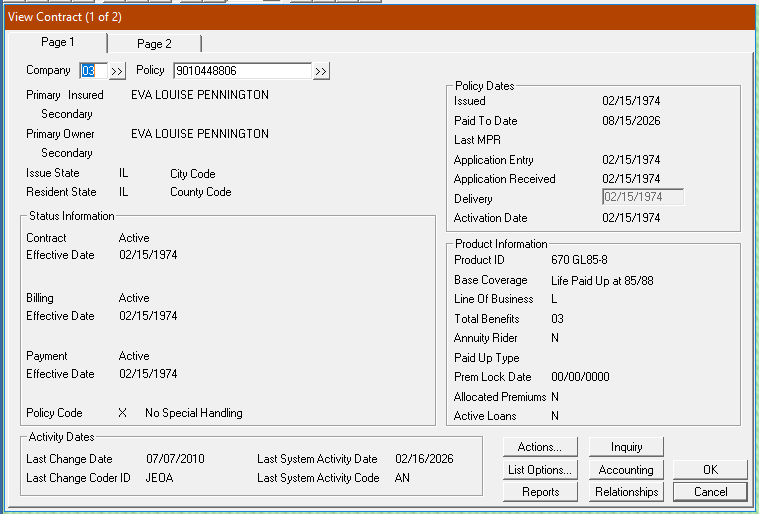 View Contract (1 of 2)
Page 1
Page 2
Company 03 >> Policy 9010448806 >>
Primary Insured EVA LOUISE PENNINGTON
Secondary
Primary Owner EVA LOUISE PENNINGTON
Secondary
Issue State IL City Code
Resident State IL County Code
Status Information
Contract Active
Effective Date 02/15/1974
Billing Active
Effective Date 02/15/1974
Payment Active
Effective Date 02/15/1974
Policy Code X No Special Handling
Policy Dates
Issued 02/15/1974
Paid To Date 08/15/2026
Last MPR
Application Entry 02/15/1974
Application Received 02/15/1974
Delivery 02/15/1974
Activation Date 02/15/1974
Product Information
Product ID 670 GL85-8
Base Coverage Life Paid Up at 85/88
Line Of Business L
Total Benefits 03
Annuity Rider N
Paid Up Type
Prem Lock Date 00/00/0000
Allocated Premiums N
Active Loans N
Activity Dates
Last Change Date 07/07/2010 Last System Activity Date 02/16/2026
Last Change Coder ID JEOA Last System Activity Code AN
Actions... Inquiry
List Options... Accounting OK
Reports Relationships Cancel